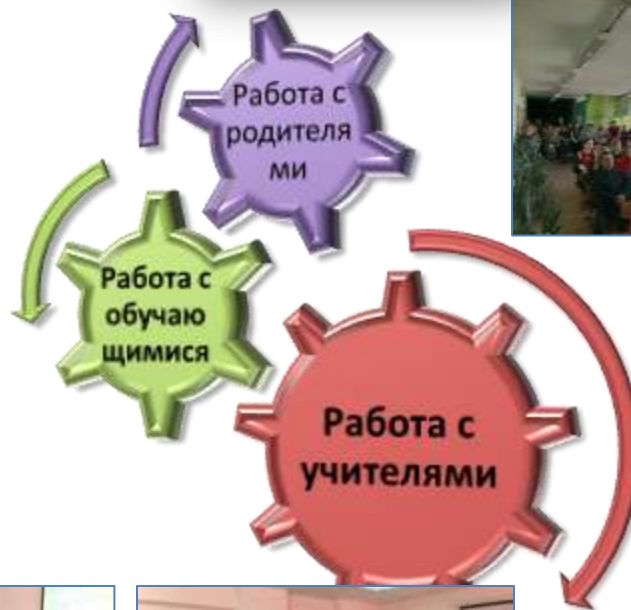 Работа с
родителя
ми
Работа с
обучаю
щимися
Работа с
учителями